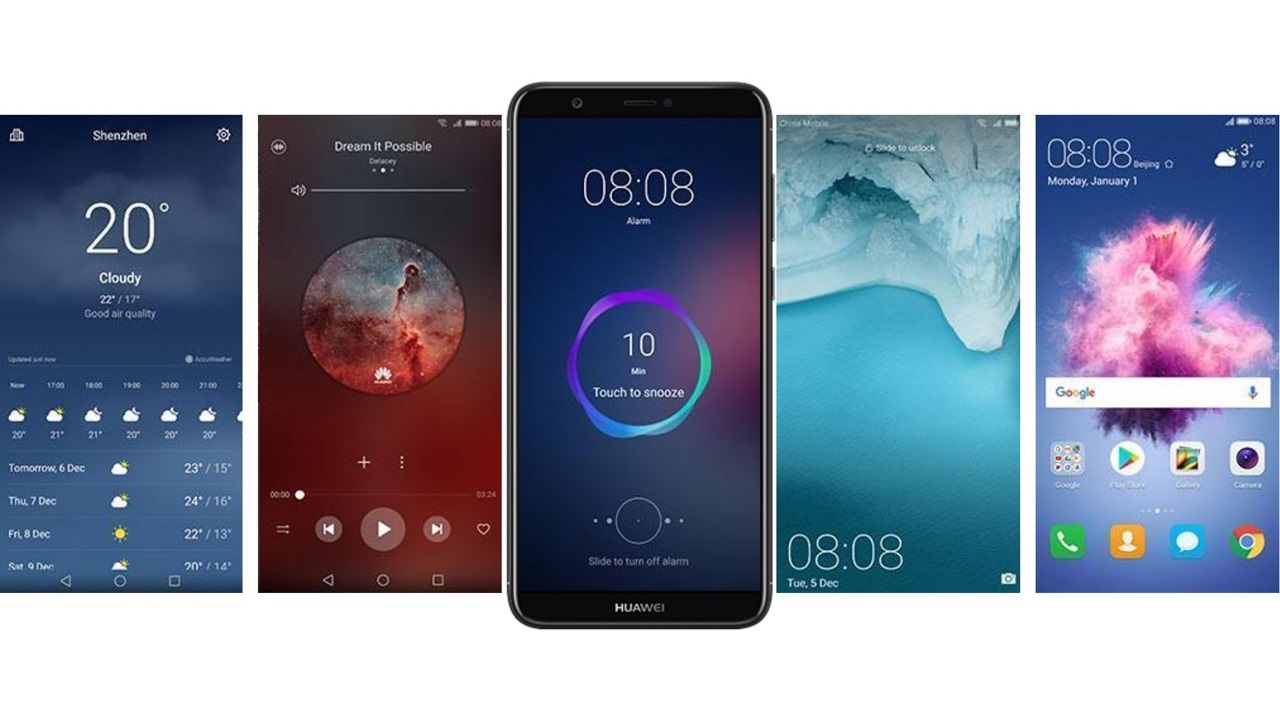 Shenzhen
20°
Cloudy
22° / 17°
Good air quality
Updated just now
AccuWeather
Now 17:00 18:00 19:00 20:00 21:00 2
20° 21° 21° 20° 20° 20°
Tomorrow, 6 Dec 23° / 15°
Thu, 7 Dec 24° / 16°
Fri, 8 Dec 22° / 13°
Sat, 9 Dec 20° / 14°
08:08
Dream It Possible
Delacey
HUAWEI
00:00 03:24
08:08
Alarm
10
Min
Touch to snooze
Slide to turn off alarm
HUAWEI
China Mobile
Slide to unlock
08:08
Tue, 5 Dec
08:08
08:08 Beijing 3°
5° / 0°
Monday, January 1
Google
Google Play Store Gallery Camera